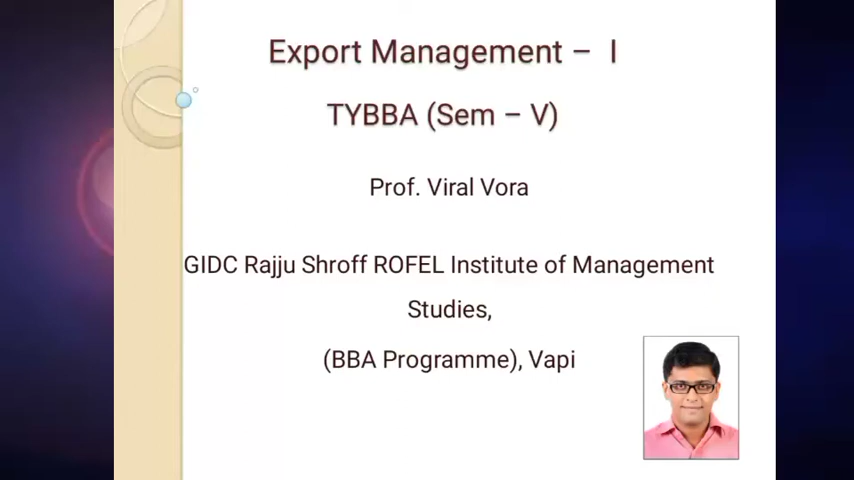 Export Management – I
TYBBA (Sem – V)
Prof. Viral Vora
GIDC Rajju Shroff ROFEL Institute of Management
Studies,
(BBA Programme), Vapi